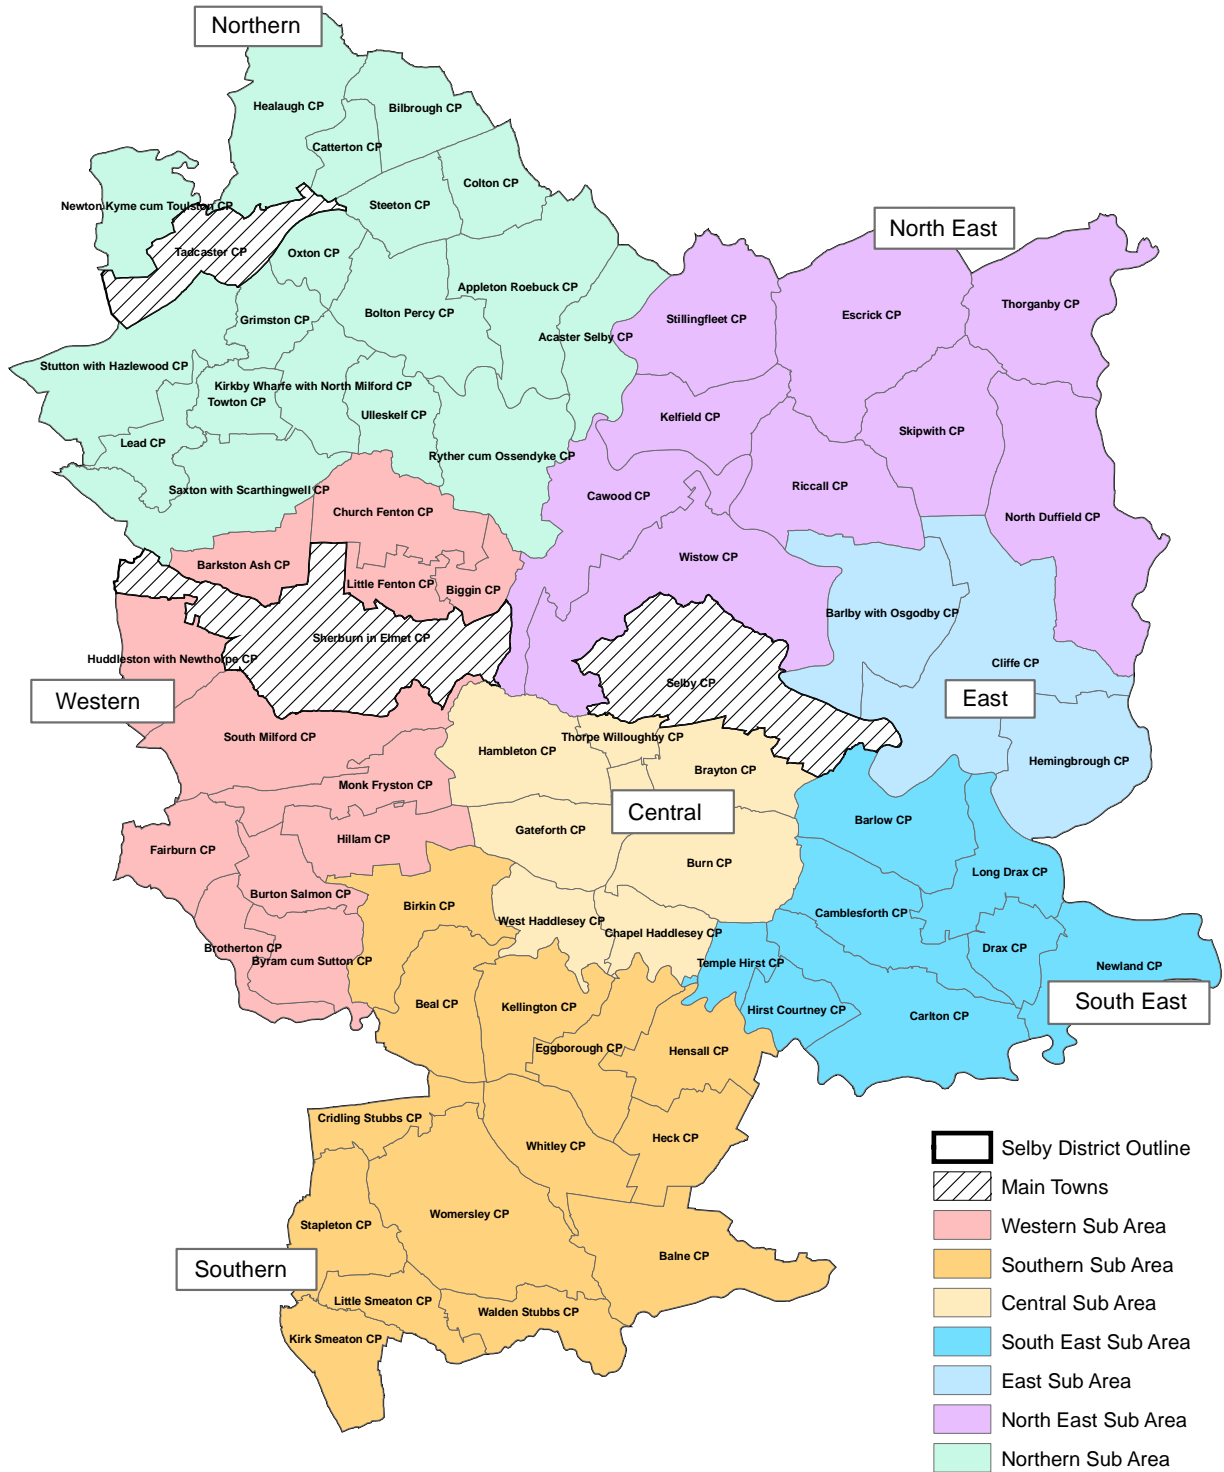 Northern
Healaugh CP
Bilbrough CP
Catterton CP
Colton CP
Newton Kyme cum Toulston CP
Steeton CP
North East
Tadcaster CP
Oxton CP
Appleton Roebuck CP
Thorganby CP
Grimston CP
Bolton Percy CP
Stillingfleet CP
Escrick CP
Acaster Selby CP
Stutton with Hazlewood CP
Kirkby Wharfe with North Milford CP
Towton CP
Ulleskelf CP
Kelfield CP
Skipwith CP
Lead CP
Ryther cum Ossendyke CP
Saxton with Scarthingwell CP
Cawood CP
Riccall CP
Church Fenton CP
North Duffield CP
Barkston Ash CP
Wistow CP
Little Fenton CP
Biggin CP
Barlby with Osgodby CP
Sherburn in Elmet CP
Huddleston with Newthorpe CP
Cliffe CP
Selby CP
Western
East
South Milford CP
Thorpe Willoughby CP
Hambleton CP
Hemingbrough CP
Brayton CP
Monk Fryston CP
Central
Barlow CP
Gateforth CP
Hillam CP
Fairburn CP
Burn CP
Long Drax CP
Burton Salmon CP
Birkin CP
Camblesforth CP
West Haddlesey CP
Chapel Haddlesey CP
Brotherton CP
Drax CP
Byram cum Sutton CP
Temple Hirst CP
Newland CP
South East
Beal CP
Kellington CP
Hirst Courtney CP
Carlton CP
Eggborough CP
Hensall CP
Cridling Stubbs CP
Whitley CP
Heck CP
Selby District Outline
Main Towns
Womersley CP
Stapleton CP
Western Sub Area
Balne CP
Southern
Southern Sub Area
Little Smeaton CP
Walden Stubbs CP
Central Sub Area
Kirk Smeaton CP
South East Sub Area
East Sub Area
North East Sub Area
Northern Sub Area